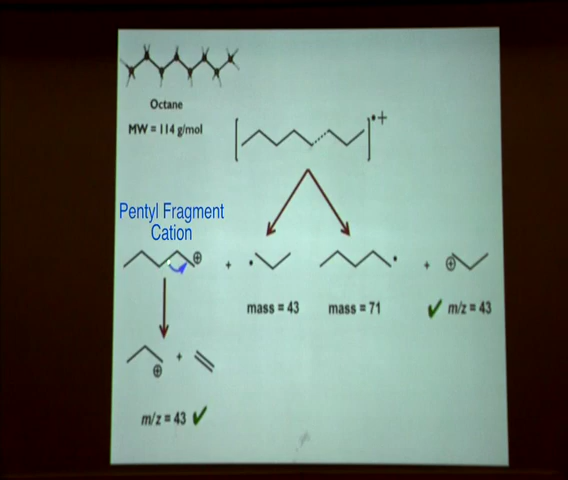 Octane
MW = 114 g/mol
•+
Pentyl Fragment
Cation
⊕ + • • + ⊕
mass = 43 mass = 71 ✓ m/z = 43
+
⊕
m/z = 43 ✓